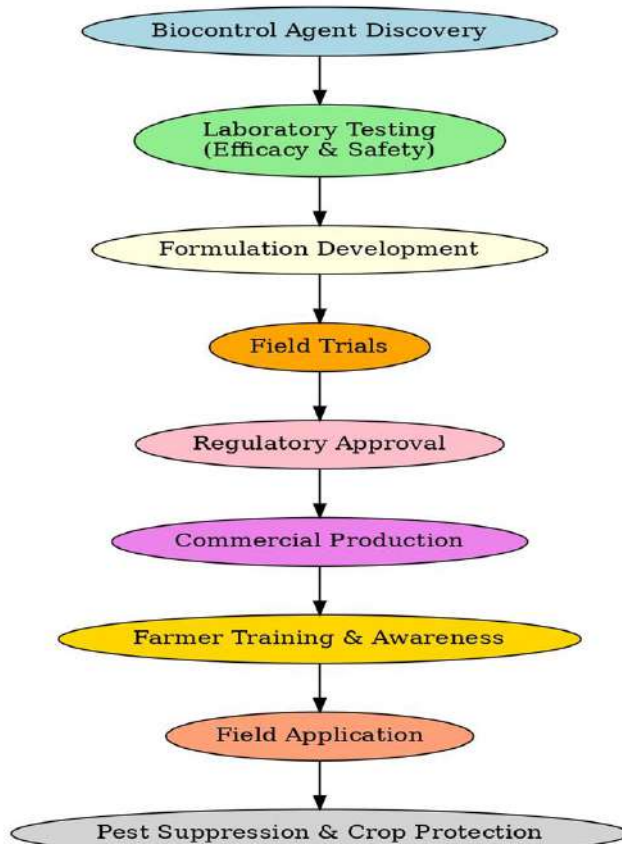 Biocontrol Agent Discovery
Laboratory Testing
(Efficacy & Safety)
Formulation Development
Field Trials
Regulatory Approval
Commercial Production
Farmer Training & Awareness
Field Application
Pest Suppression & Crop Protection